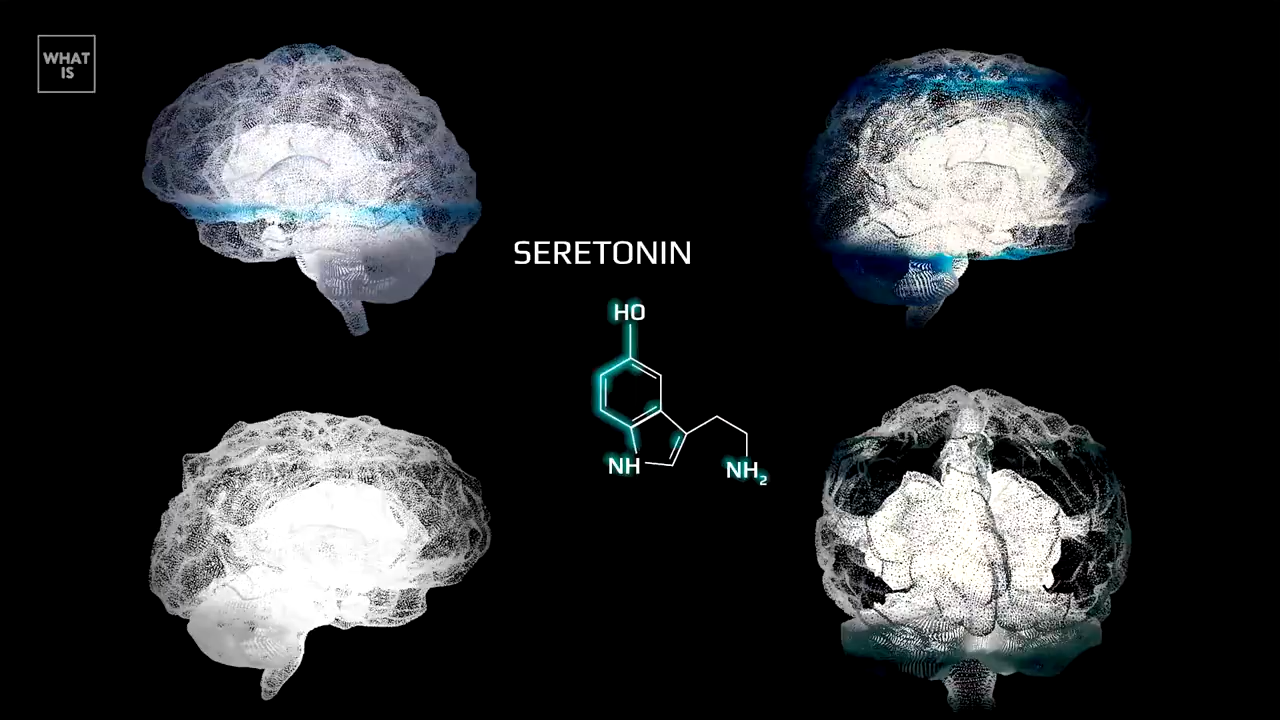 WHAT
IS
SERETONIN
HO
NH
NH₂